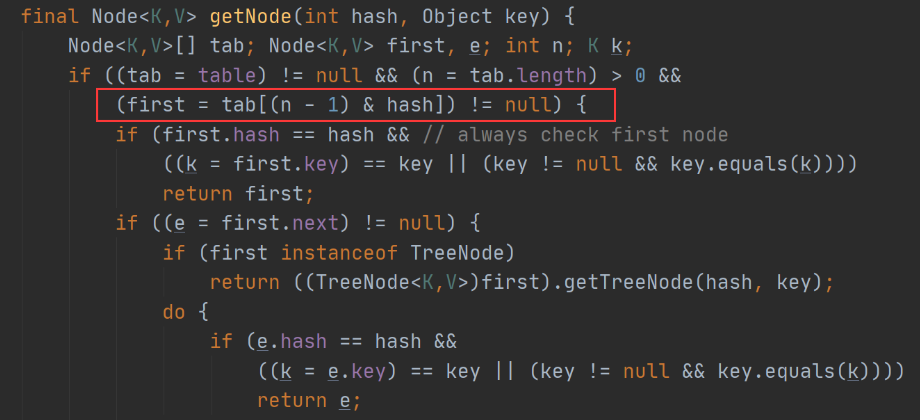 final Node<K,V> getNode(int hash, Object key) {
Node<K,V>[] tab; Node<K,V> first, e; int n; K k;
if ((tab = table) != null && (n = tab.length) > 0 &&
(first = tab[(n - 1) & hash]) != null) {
if (first.hash == hash && // always check first node
((k = first.key) == key || (key != null && key.equals(k))))
return first;
if ((e = first.next) != null) {
if (first instanceof TreeNode)
return ((TreeNode<K,V>)first).getTreeNode(hash, key);
do {
if (e.hash == hash &&
((k = e.key) == key || (key != null && key.equals(k))))
return e;